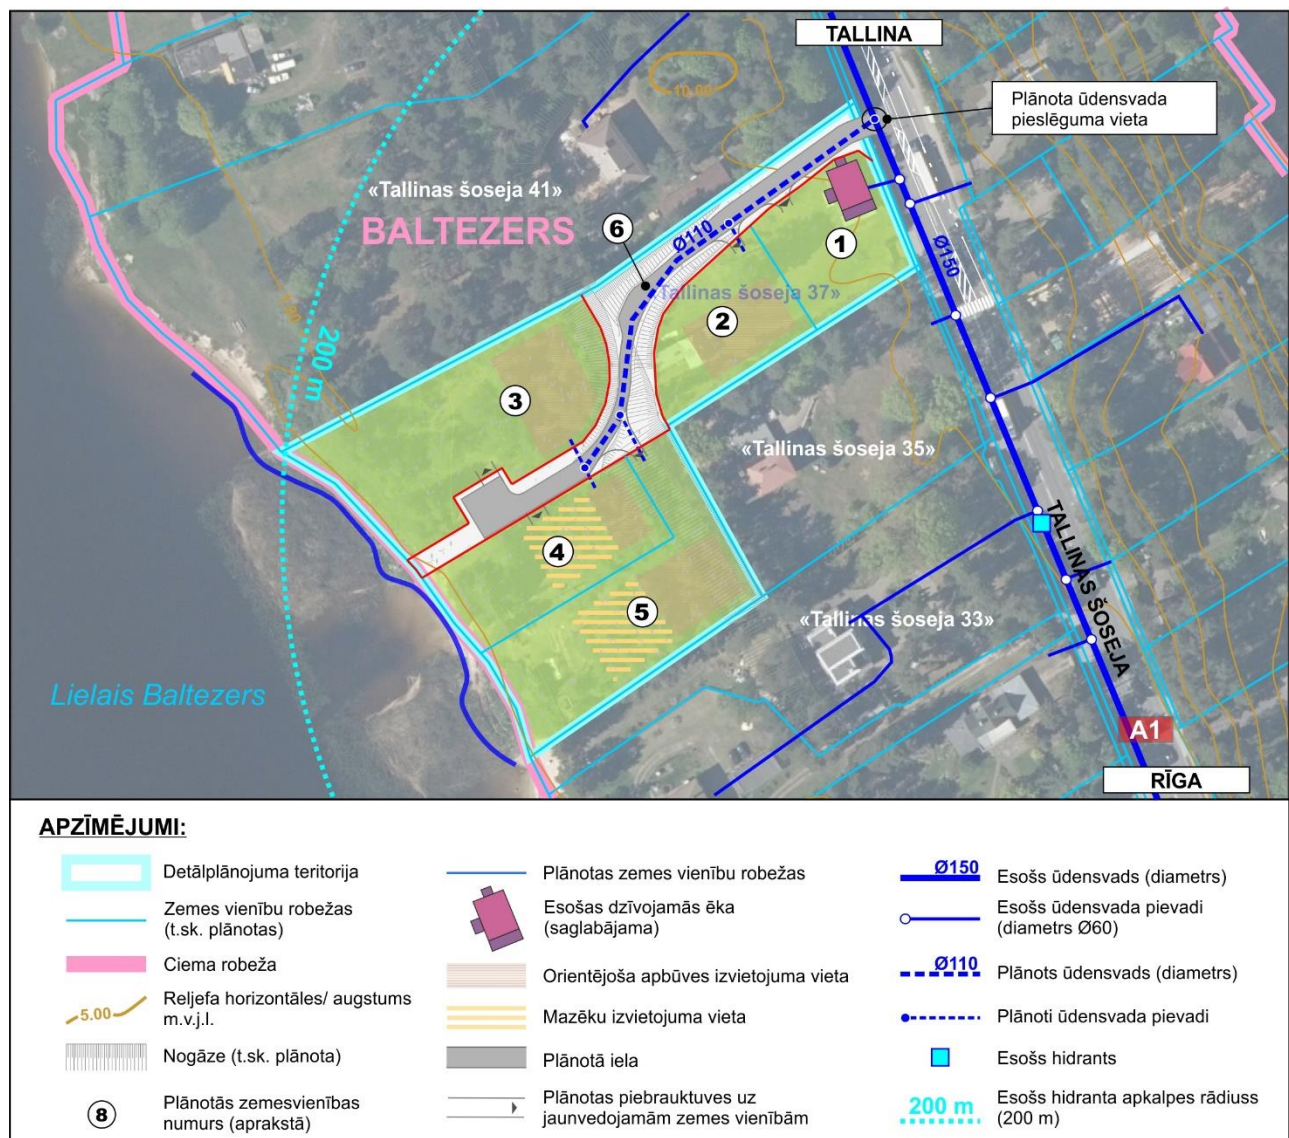 TALLINA
Plānota ūdensvada
pieslēguma vieta
10.00
«Tallinas šoseja 41»
BALTEZERS
6
Ø110
1
Ø150
Tallinas šoseja 37»
2
200 m
3
«Tallinas šoseja 35»
4
5
«Tallinas šoseja 33»
TALLINAS ŠOSEJA
Lielais Baltezers
A1
RĪGA
APZĪMĒJUMI:
Detālplānojuma teritorija
Zemes vienību robežas
(t.sk. plānotas)
Ciema robeža
5.00
Reljefa horizontāles/ augstums
m.v.j.l.
Nogāze (t.sk. plānota)
8
Plānotās zemesvienības
numurs (aprakstā)
Plānotas zemes vienību robežas
Esošas dzīvojamās ēka
(saglabājama)
Orientējoša apbūves izvietojuma vieta
Mazēku izvietojuma vieta
Plānotā iela
Plānotas piebrauktuves uz
jaunvedojamām zemes vienībām
Ø150
Esošs ūdensvads (diametrs)
Esošs ūdensvada pievadi
(diametrs Ø60)
Ø110
Plānots ūdensvads (diametrs)
Plānoti ūdensvada pievadi
Esošs hidrants
200 m
Esošs hidranta apkalpes rādiuss
(200 m)